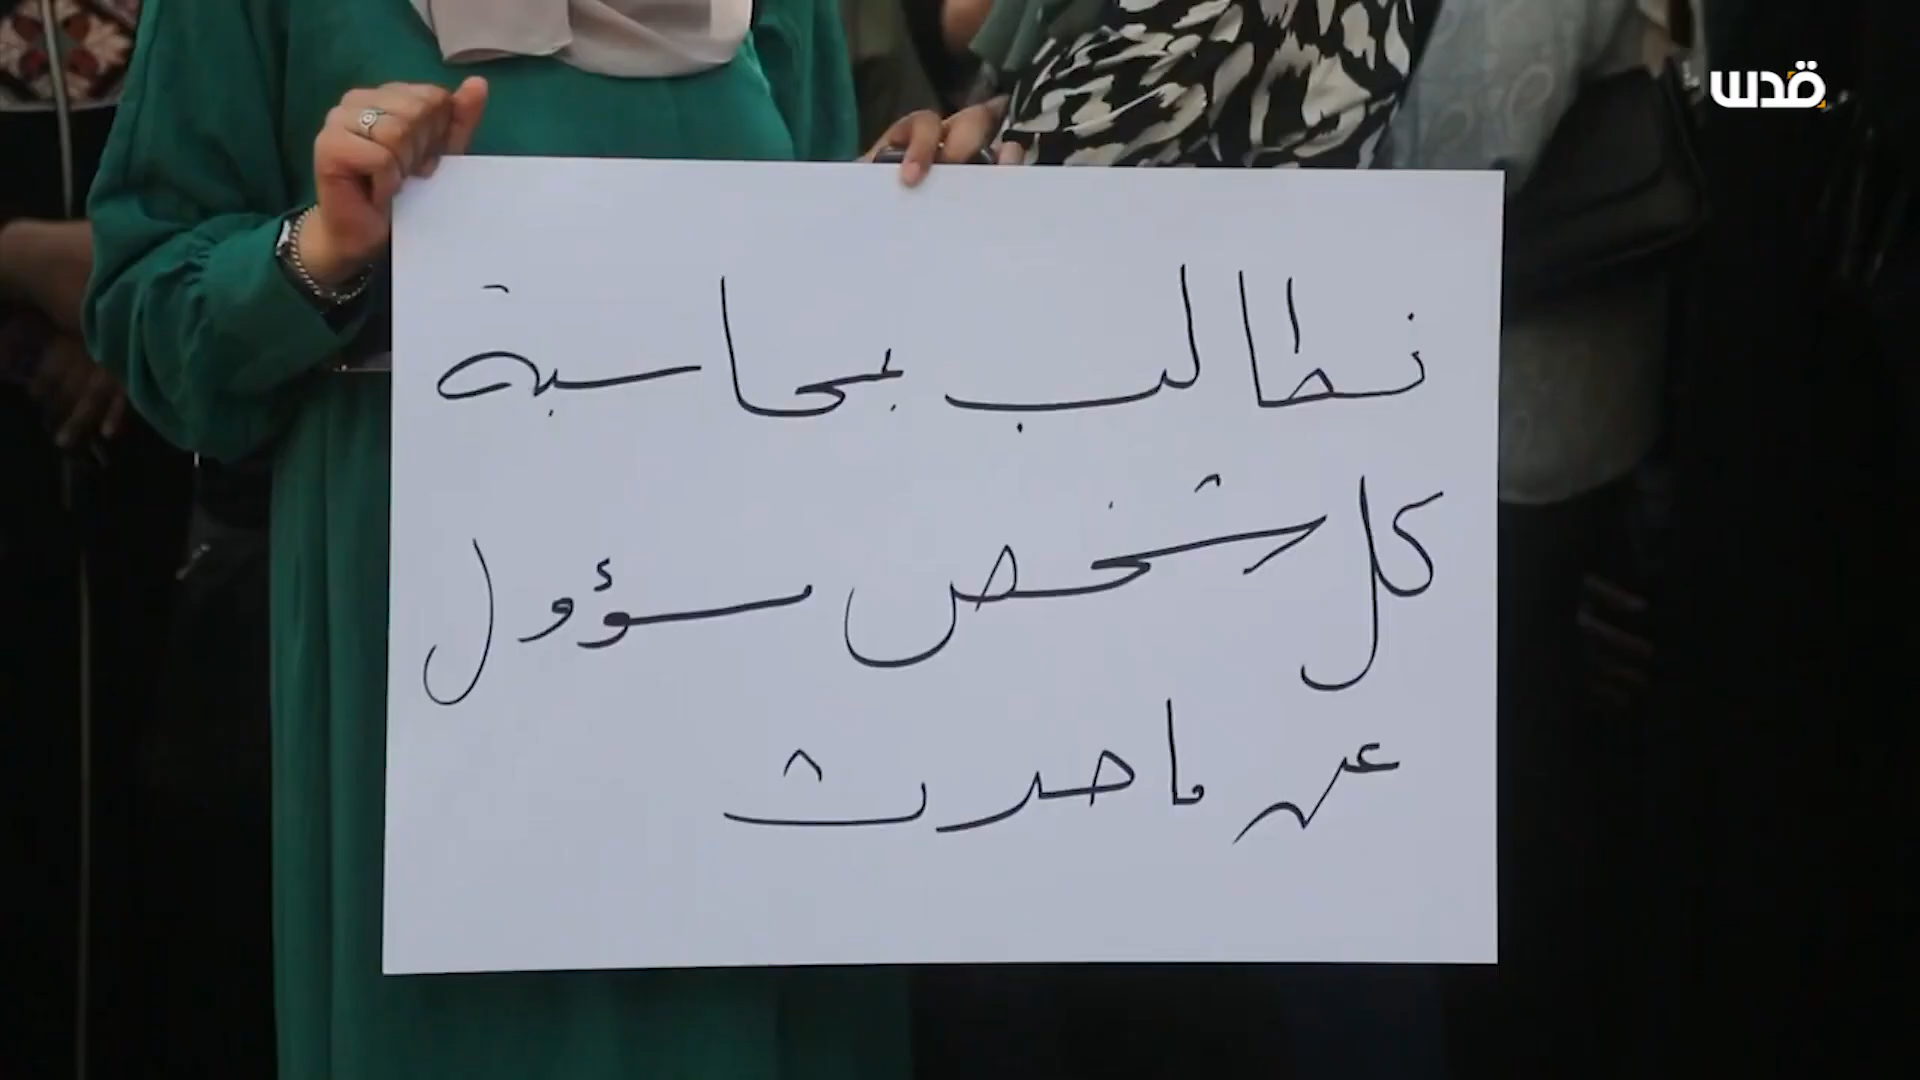 قدس
نطالب بمحاسبة
كل شخص مسؤول
عن ما حدث